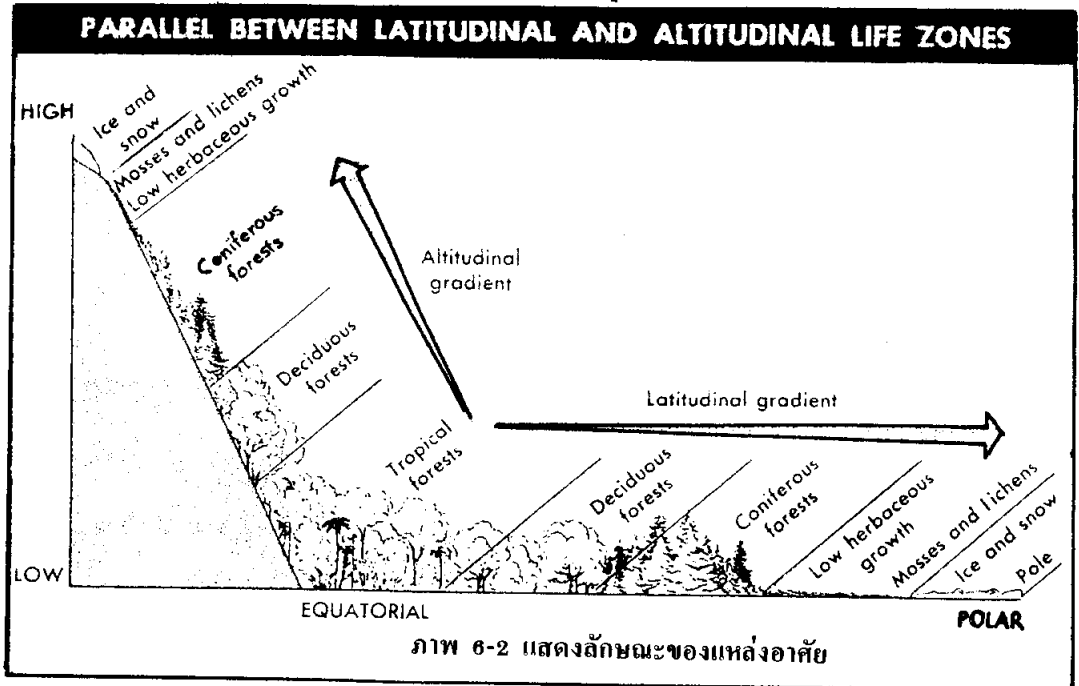 PARALLEL BETWEEN LATITUDINAL AND ALTITUDINAL LIFE ZONES
HIGH
Ice and
snow
Mosses and lichens
Low herbaceous growth
Coniferous
forests
Altitudinal
gradient
Deciduous
forests
Latitudinal gradient
Tropical
forests
Deciduous
forests
Coniferous
forests
Low herbaceous
growth
Mosses and lichens
Ice and snow
Pole
LOW
EQUATORIAL
POLAR
ภาพ 6-2 แสดงลักษณะของแหล่งอาศัย